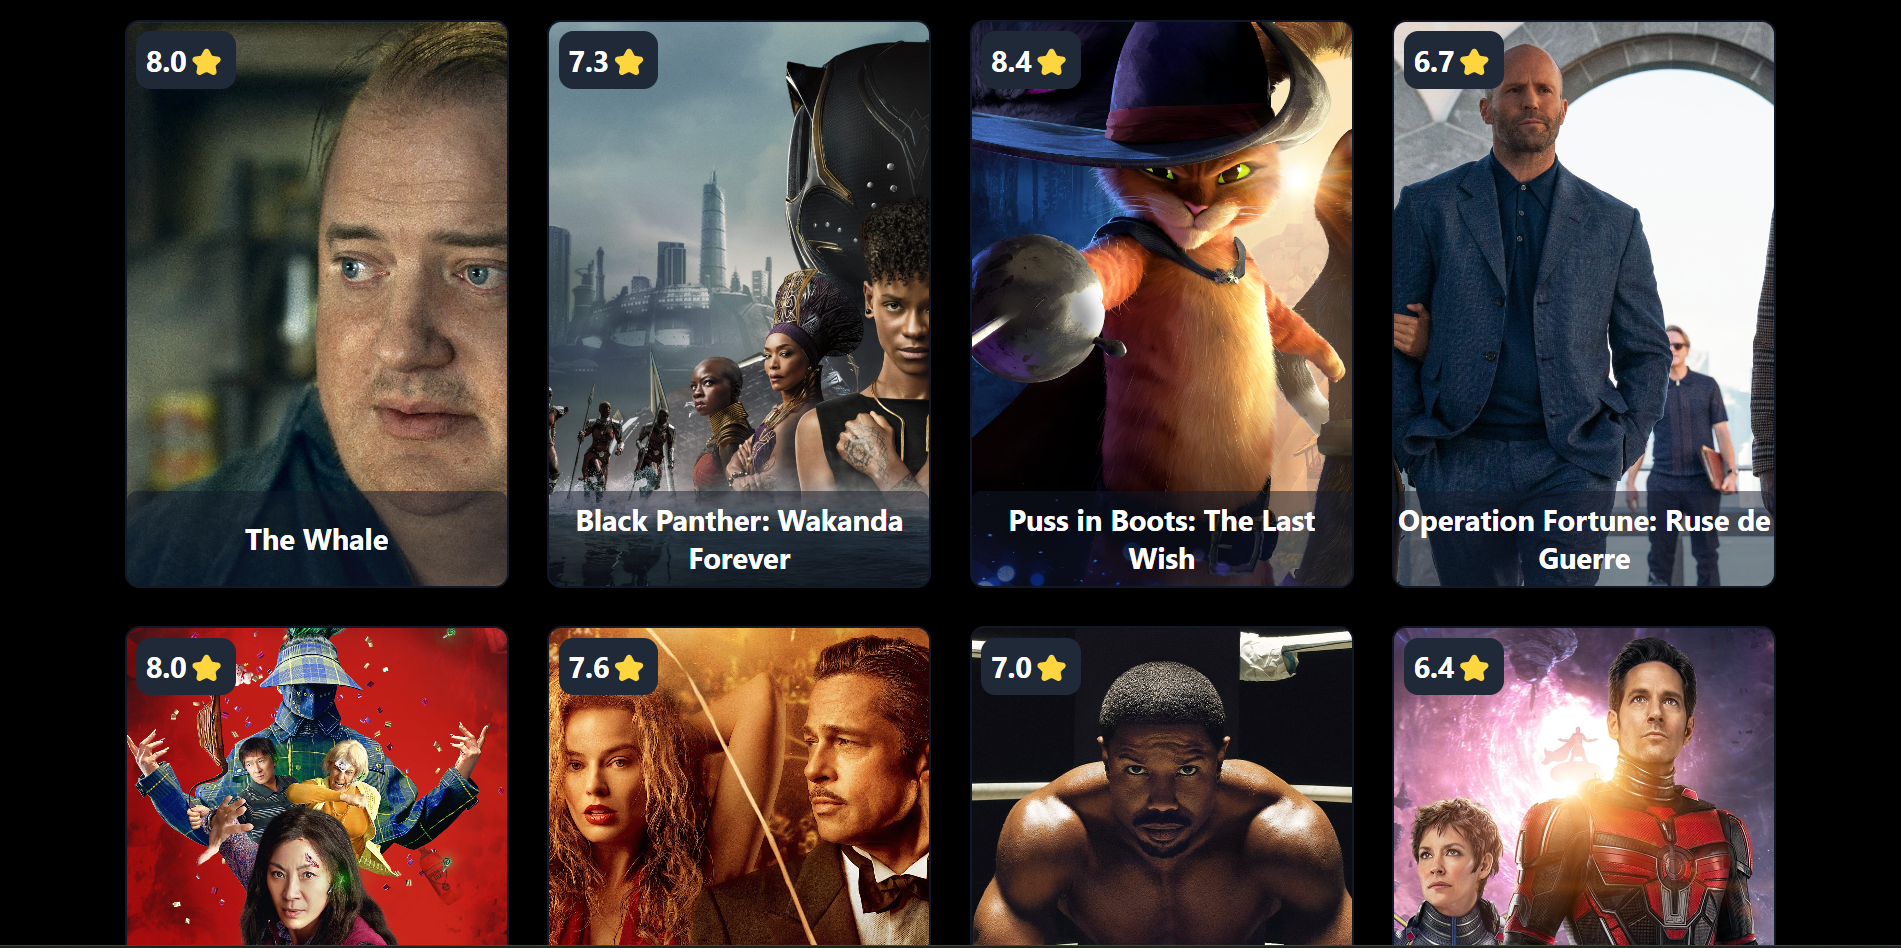 8.0
7.3
8.4
6.7
The Whale
Black Panther: Wakanda
Forever
Puss in Boots: The Last
Wish
Operation Fortune: Ruse de
Guerre
8.0
7.6
7.0
6.4